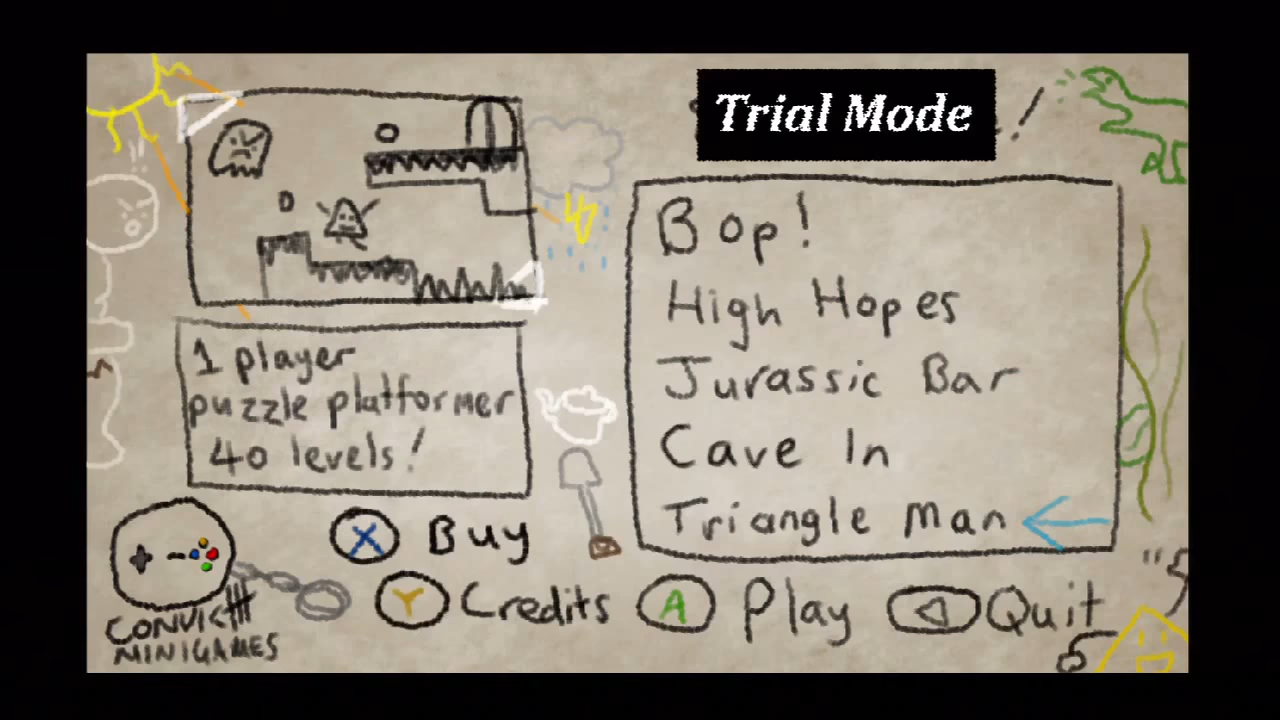 Trial Mode
!
Bop!
High Hopes
Jurassic Bar
Cave In
Triangle Man
1 player
puzzle platformer
40 levels!
X Buy
Y Credits
A Play
Quit
CONVICT
MINIGAMES